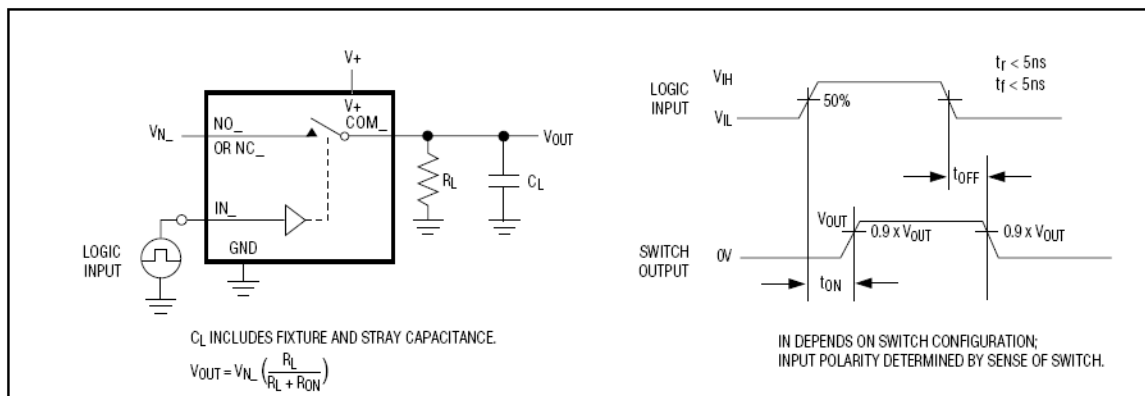 V+
V+
NO_
COM_
VN_
OR NC_
VOUT
RL
CL
IN_
LOGIC
INPUT
GND
CL INCLUDES FIXTURE AND STRAY CAPACITANCE.
VOUT = VN_ (RL / RL + RON)
LOGIC
INPUT
VIH
VIL
50%
tr < 5ns
tf < 5ns
tOFF
SWITCH
OUTPUT
VOUT
0V
0.9 x VOUT
0.9 x VOUT
tON
IN DEPENDS ON SWITCH CONFIGURATION;
INPUT POLARITY DETERMINED BY SENSE OF SWITCH.